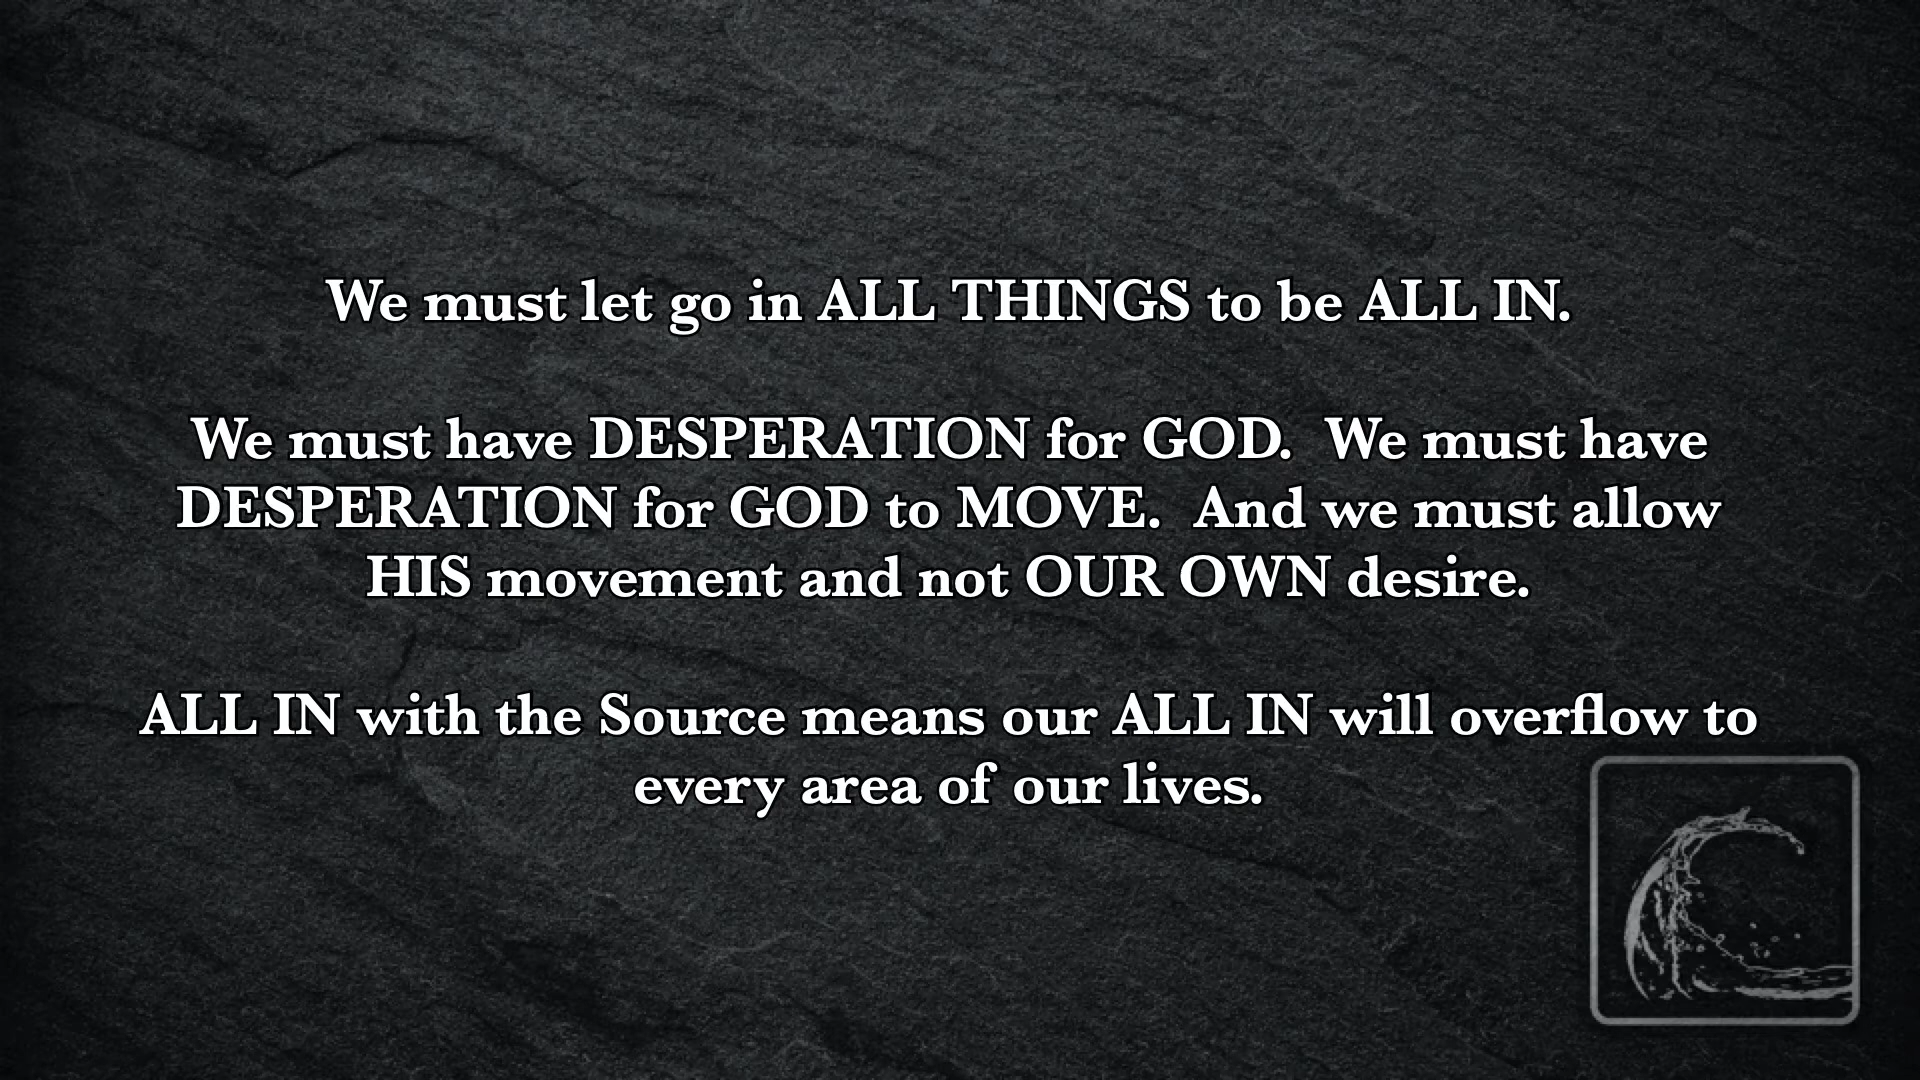 We must let go in ALL THINGS to be ALL IN.
We must have DESPERATION for GOD.  We must have
DESPERATION for GOD to MOVE.  And we must allow
HIS movement and not OUR OWN desire.
ALL IN with the Source means our ALL IN will overflow to
every area of our lives.